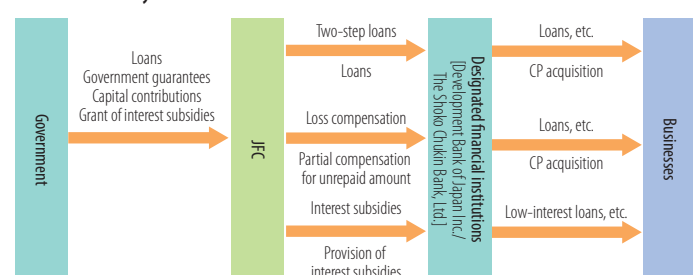 Government
Loans
Government guarantees
Capital contributions
Grant of interest subsidies
JFC
Two-step loans
Loans
Loss compensation
Partial compensation
for unrepaid amount
Interest subsidies
Provision of
interest subsidies
Designated financial institutions
[Development Bank of Japan Inc./
The Shoko Chukin Bank, Ltd.]
Loans, etc.
CP acquisition
Loans, etc.
CP acquisition
Low-interest loans, etc.
Businesses